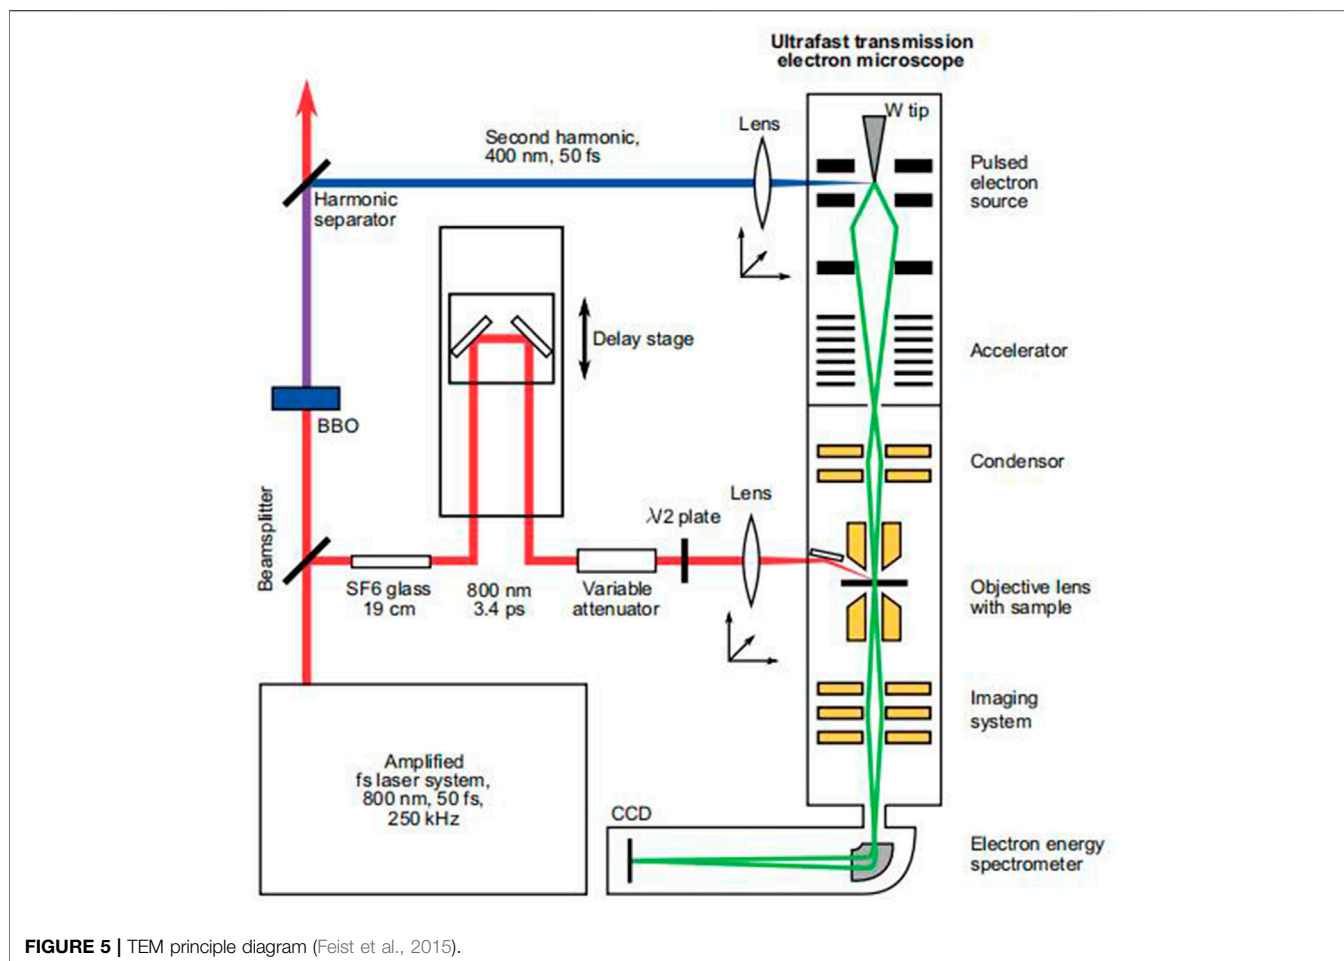 Ultrafast transmission
electron microscope
W tip
Lens
Second harmonic,
400 nm, 50 fs
Pulsed
electron
source
Harmonic
separator
Delay stage
Accelerator
BBO
Condensor
Beamsplitter
Lens
λ/2 plate
SF6 glass
19 cm
800 nm
3.4 ps
Variable
attenuator
Objective lens
with sample
Imaging
system
Amplified
fs laser system,
800 nm, 50 fs,
250 kHz
CCD
Electron energy
spectrometer
FIGURE 5 | TEM principle diagram (Feist et al., 2015).